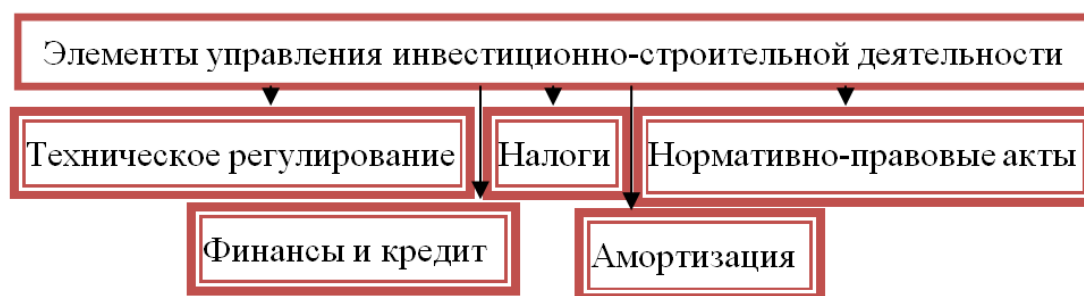 Элементы управления инвестиционно-строительной деятельности
Техническое регулирование
Налоги
Нормативно-правовые акты
Финансы и кредит
Амортизация